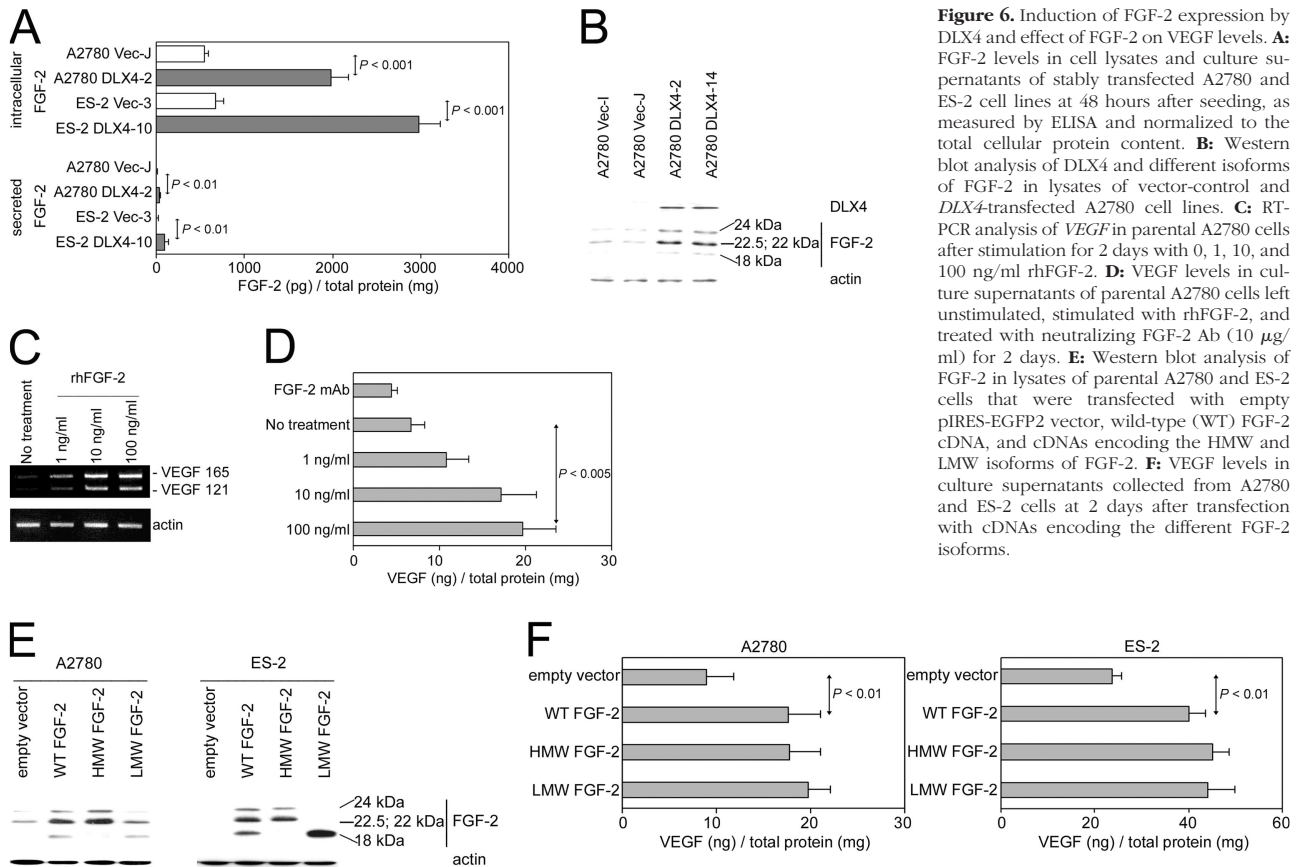 A
intracellular
FGF-2
A2780 Vec-J
A2780 DLX4-2
ES-2 Vec-3
ES-2 DLX4-10
P < 0.001
P < 0.001
secreted
FGF-2
A2780 Vec-J
A2780 DLX4-2
ES-2 Vec-3
ES-2 DLX4-10
P < 0.01
P < 0.01
0 1000 2000 3000 4000
FGF-2 (pg) / total protein (mg)
B
A2780 Vec-I
A2780 Vec-J
A2780 DLX4-2
A2780 DLX4-14
DLX4
24 kDa
22.5; 22 kDa
18 kDa
FGF-2
actin
Figure 6. Induction of FGF-2 expression by
DLX4 and effect of FGF-2 on VEGF levels. A:
FGF-2 levels in cell lysates and culture su-
pernatants of stably transfected A2780 and
ES-2 cell lines at 48 hours after seeding, as
measured by ELISA and normalized to the
total cellular protein content. B: Western
blot analysis of DLX4 and different isoforms
of FGF-2 in lysates of vector-control and
DLX4-transfected A2780 cell lines. C: RT-
PCR analysis of VEGF in parental A2780 cells
after stimulation for 2 days with 0, 1, 10, and
100 ng/ml rhFGF-2. D: VEGF levels in cul-
ture supernatants of parental A2780 cells left
unstimulated, stimulated with rhFGF-2, and
treated with neutralizing FGF-2 Ab (10 μg/
ml) for 2 days. E: Western blot analysis of
FGF-2 in lysates of parental A2780 and ES-2
cells that were transfected with empty
pIRES-EGFP2 vector, wild-type (WT) FGF-2
cDNA, and cDNAs encoding the HMW and
LMW isoforms of FGF-2. F: VEGF levels in
culture supernatants collected from A2780
and ES-2 cells at 2 days after transfection
with cDNAs encoding the different FGF-2
isoforms.
C
rhFGF-2
No treatment
1 ng/ml
10 ng/ml
100 ng/ml
- VEGF 165
- VEGF 121
actin
D
FGF-2 mAb
No treatment
1 ng/ml
10 ng/ml
100 ng/ml
P < 0.005
0 10 20 30
VEGF (ng) / total protein (mg)
E
A2780
ES-2
empty vector
WT FGF-2
HMW FGF-2
LMW FGF-2
empty vector
WT FGF-2
HMW FGF-2
LMW FGF-2
24 kDa
22.5; 22 kDa
18 kDa
FGF-2
actin
F
A2780
empty vector
WT FGF-2
HMW FGF-2
LMW FGF-2
P < 0.01
0 10 20 30
VEGF (ng) / total protein (mg)
ES-2
empty vector
WT FGF-2
HMW FGF-2
LMW FGF-2
P < 0.01
0 20 40 60
VEGF (ng) / total protein (mg)